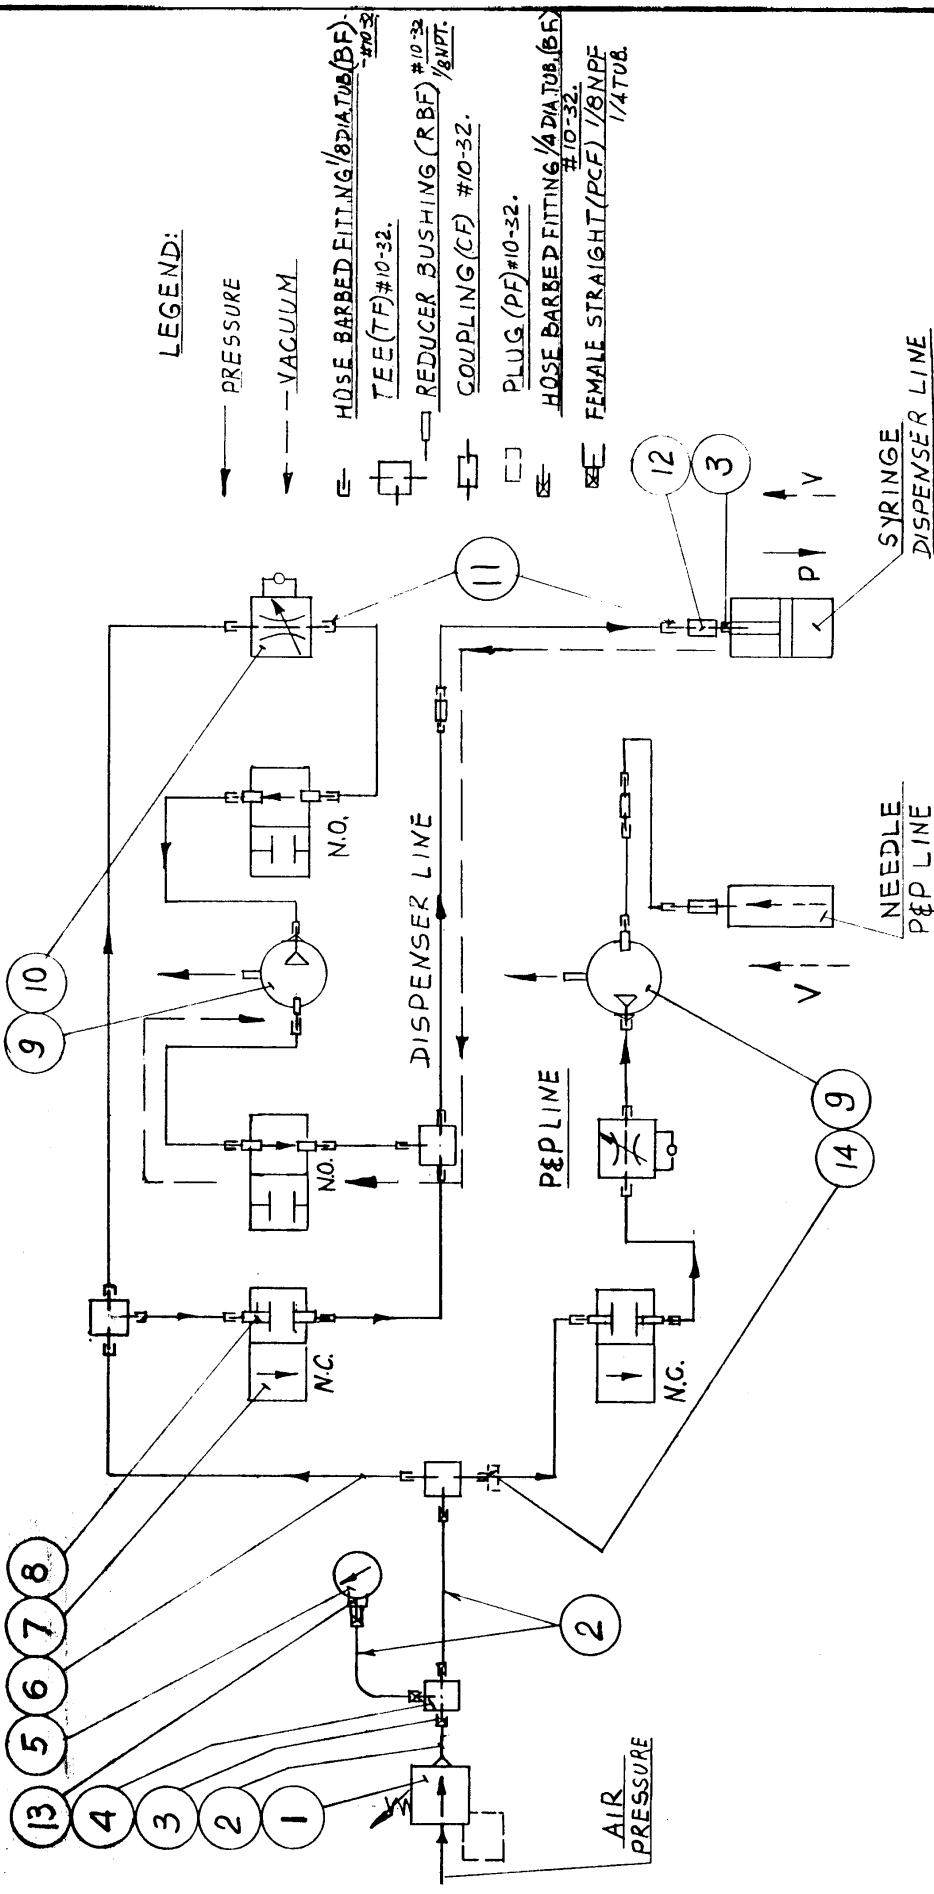 LEGEND:
PRESSURE
VACUUM
HOSE BARBED FITTING 1/8 DIA.TUB(BF)-
-#10-32
TEE(TF)#10-32.
REDUCER BUSHING (RBF) #10-32
1/8 NPT.
COUPLING(CF) #10-32.
PLUG (PF)#10-32.
HOSE BARBED FITTING 1/4 DIA.TUB.(BF)
#10-32.
FEMALE STRAIGHT(PCF) 1/8NPF
1/4 TUB.
9
10
N.O.
11
DISPENSER LINE
N.O.
N.C.
12
3
P
V
SYRINGE
DISPENSER LINE
8
7
6
5
13
4
3
2
1
2
AIR
PRESSURE
P&P LINE
N.C.
14
9
V
NEEDLE
P&P LINE